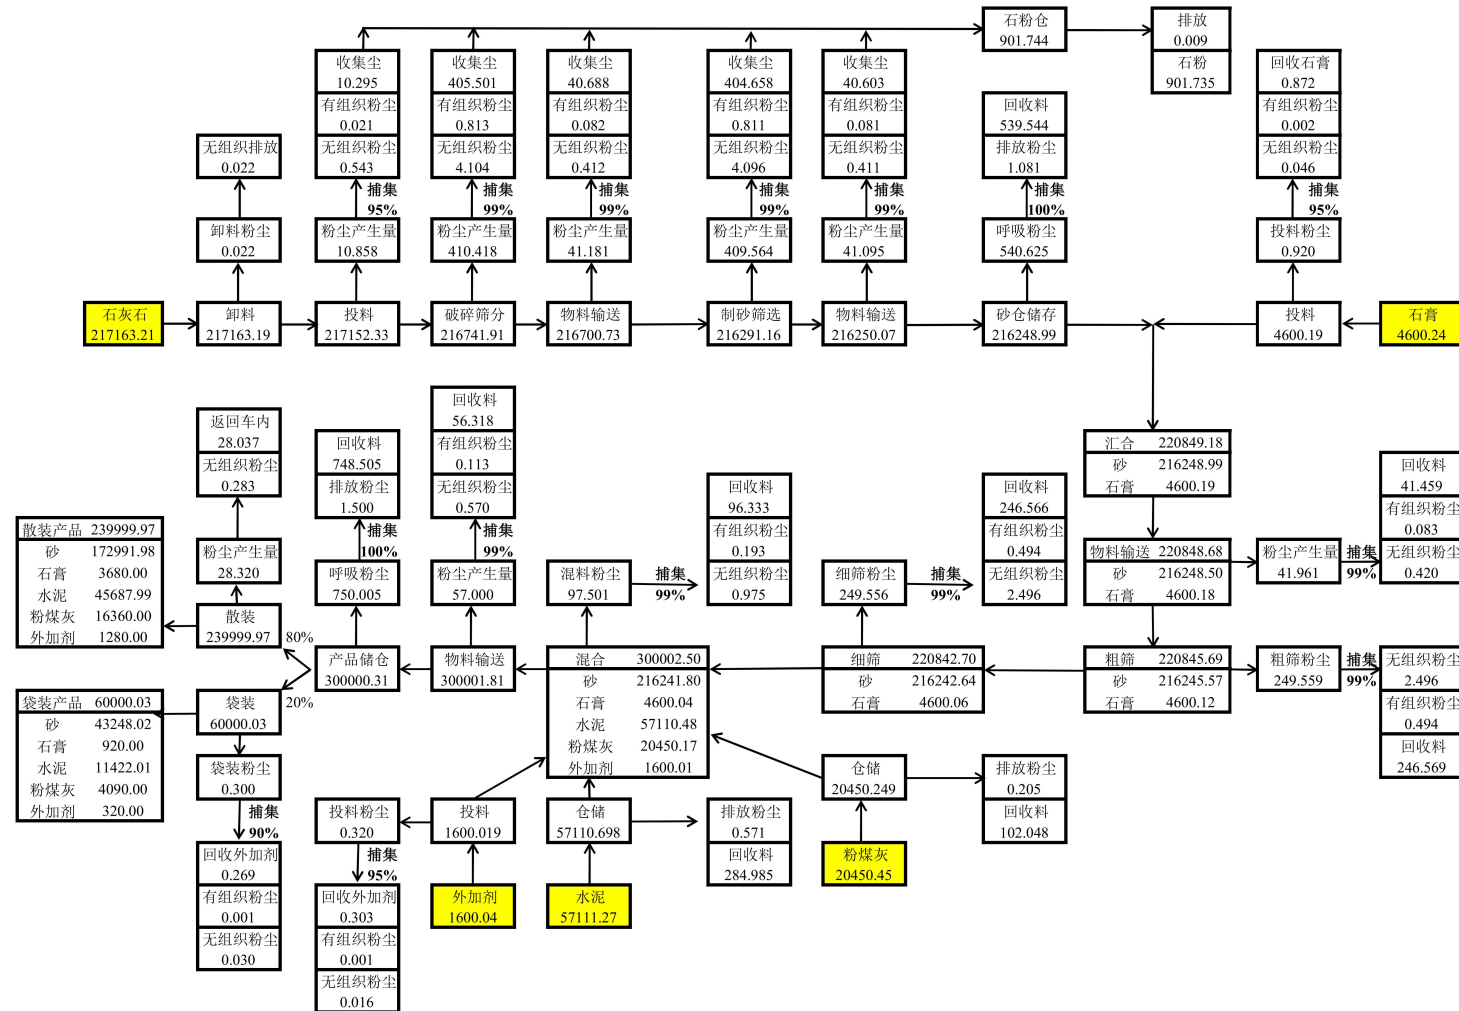 石粉仓
901.744
排放
0.009
石粉
901.735
收集尘
10.295
有组织粉尘
0.021
无组织粉尘
0.543
捕集
95%
粉尘产生量
10.858
收集尘
405.501
有组织粉尘
0.813
无组织粉尘
4.104
捕集
99%
粉尘产生量
410.418
收集尘
40.688
有组织粉尘
0.082
无组织粉尘
0.412
捕集
99%
粉尘产生量
41.181
收集尘
404.658
有组织粉尘
0.811
无组织粉尘
4.096
捕集
99%
粉尘产生量
409.564
收集尘
40.603
有组织粉尘
0.081
无组织粉尘
0.411
捕集
99%
粉尘产生量
41.095
回收料
539.544
排放粉尘
1.081
捕集
100%
呼吸粉尘
540.625
回收石膏
0.872
有组织粉尘
0.002
无组织粉尘
0.046
捕集
95%
投料粉尘
0.920
无组织排放
0.022
卸料粉尘
0.022
石灰石
217163.21
卸料
217163.19
投料
217152.33
破碎筛分
216741.91
物料输送
216700.73
制砂筛选
216291.16
物料输送
216250.07
砂仓储存
216248.99
投料
4600.19
石膏
4600.24
汇合 220849.18
砂 216248.99
石膏 4600.19
物料输送 220848.68
砂 216248.50
石膏 4600.18
粉尘产生量
41.961
捕集
99%
回收料
41.459
有组织粉尘
0.083
无组织粉尘
0.420
粗筛 220845.69
砂 216245.57
石膏 4600.12
粗筛粉尘
249.559
捕集
99%
无组织粉尘
2.496
有组织粉尘
0.494
回收料
246.569
细筛 220842.70
砂 216242.64
石膏 4600.06
细筛粉尘
249.556
捕集
99%
回收料
246.566
有组织粉尘
0.494
无组织粉尘
2.496
混合 300002.50
砂 216241.80
石膏 4600.04
水泥 57110.48
粉煤灰 20450.17
外加剂 1600.01
混料粉尘
97.501
捕集
99%
回收料
96.333
有组织粉尘
0.193
无组织粉尘
0.975
物料输送
300001.81
粉尘产生量
57.000
捕集
99%
回收料
56.318
有组织粉尘
0.113
无组织粉尘
0.570
产品储仓
300000.31
呼吸粉尘
750.005
捕集
100%
回收料
748.505
排放粉尘
1.500
80%
20%
散装
239999.97
粉尘产生量
28.320
返回车内
28.037
无组织粉尘
0.283
散装产品 239999.97
砂 172991.98
石膏 3680.00
水泥 45687.99
粉煤灰 16360.00
外加剂 1280.00
袋装
60000.03
袋装产品 60000.03
砂 43248.02
石膏 920.00
水泥 11422.01
粉煤灰 4090.00
外加剂 320.00
袋装粉尘
0.300
捕集
90%
回收外加剂
0.269
有组织粉尘
0.001
无组织粉尘
0.030
投料粉尘
0.320
捕集
95%
回收外加剂
0.303
有组织粉尘
0.001
无组织粉尘
0.016
投料
1600.019
外加剂
1600.04
仓储
57110.698
水泥
57111.27
排放粉尘
0.571
回收料
284.985
仓储
20450.249
粉煤灰
20450.45
排放粉尘
0.205
回收料
102.048